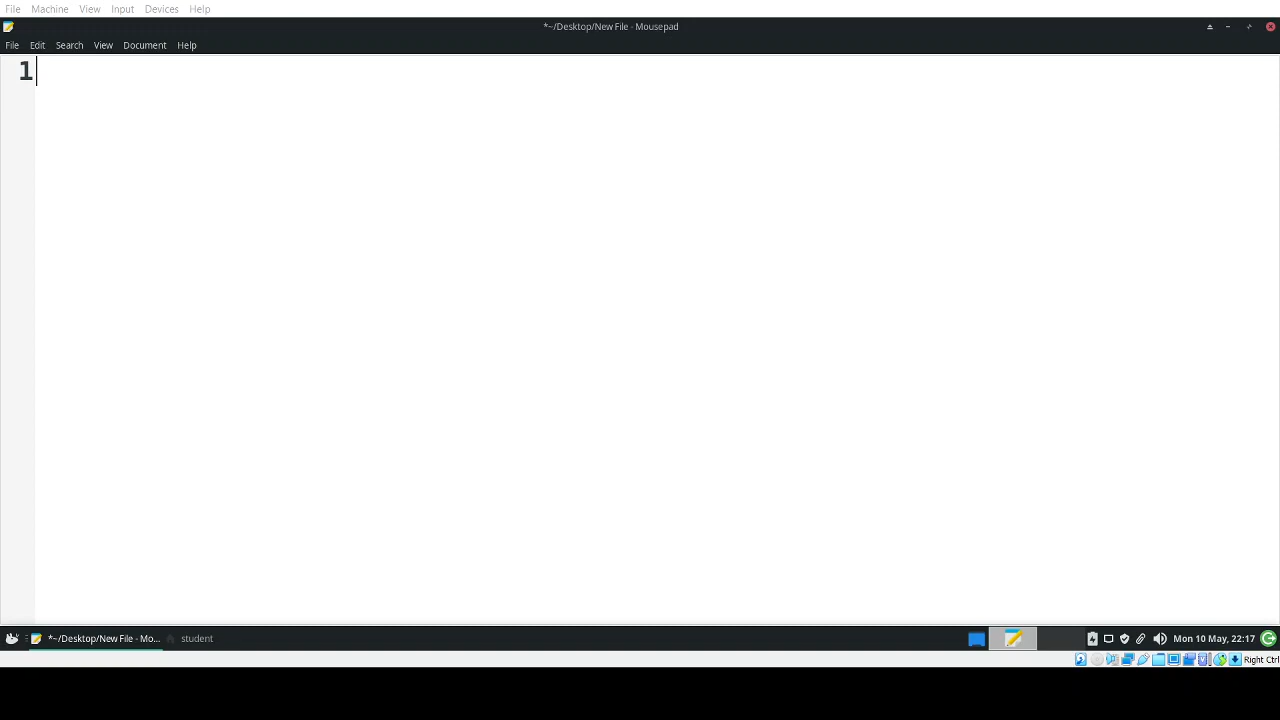 File Machine View Input Devices Help
*~/Desktop/New File - Mousepad
File Edit Search View Document Help
1
*~/Desktop/New File - Mo... student Mon 10 May, 22:17
Right Ctrl